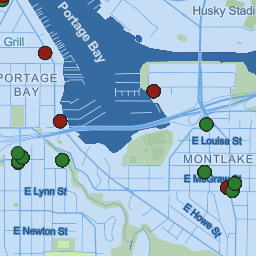 Husky Stadi
Portage Bay
Grill
PORTAGE
BAY
E Louisa St
MONTLAKE
E McGraw St
E Lynn St
E Howe St
E Newton St